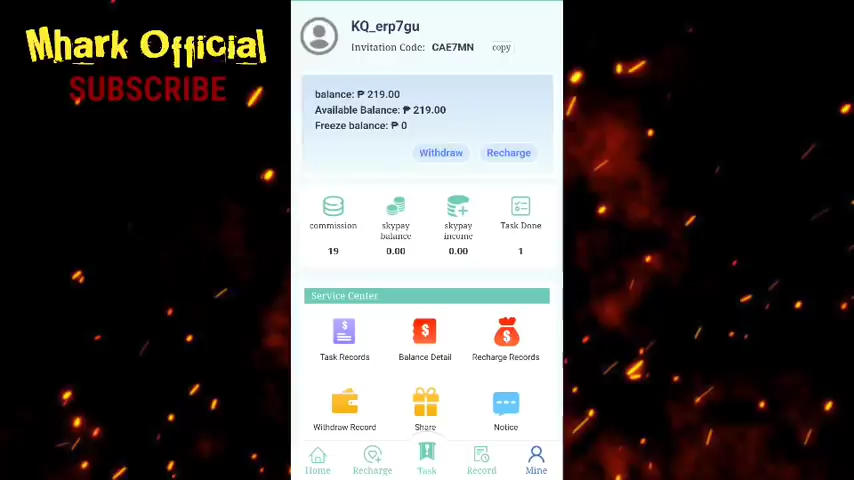 Mhark Official
SUBSCRIBE
KQ_erp7gu
Invitation Code: CAE7MN copy
balance: ₱ 219.00
Available Balance: ₱ 219.00
Freeze balance: ₱ 0
Withdraw Recharge
commission skypay balance skypay income Task Done
19 0.00 0.00 1
Service Center
Task Records Balance Detail Recharge Records
Withdraw Record Share Notice
Home Recharge Task Record Mine